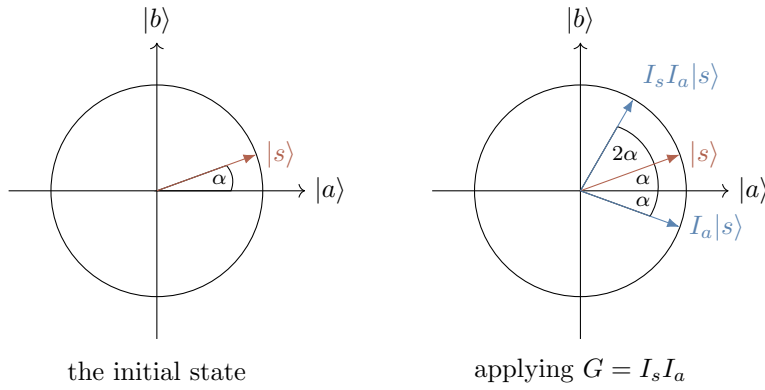 |b⟩
|s⟩
α
|a⟩
the initial state
|b⟩
I_s I_a|s⟩
2α
|s⟩
α
|a⟩
α
I_a|s⟩
applying G = I_s I_a